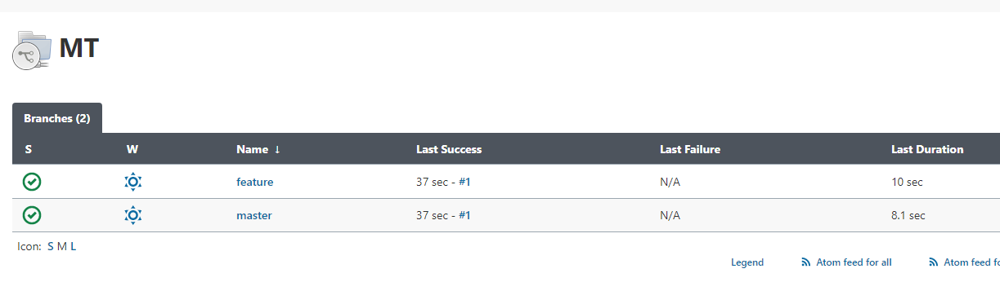 MT
Branches (2)
S W Name ↓ Last Success Last Failure Last Duration
feature 37 sec - #1 N/A 10 sec
master 37 sec - #1 N/A 8.1 sec
Icon: S M L
Legend Atom feed for all Atom feed fo